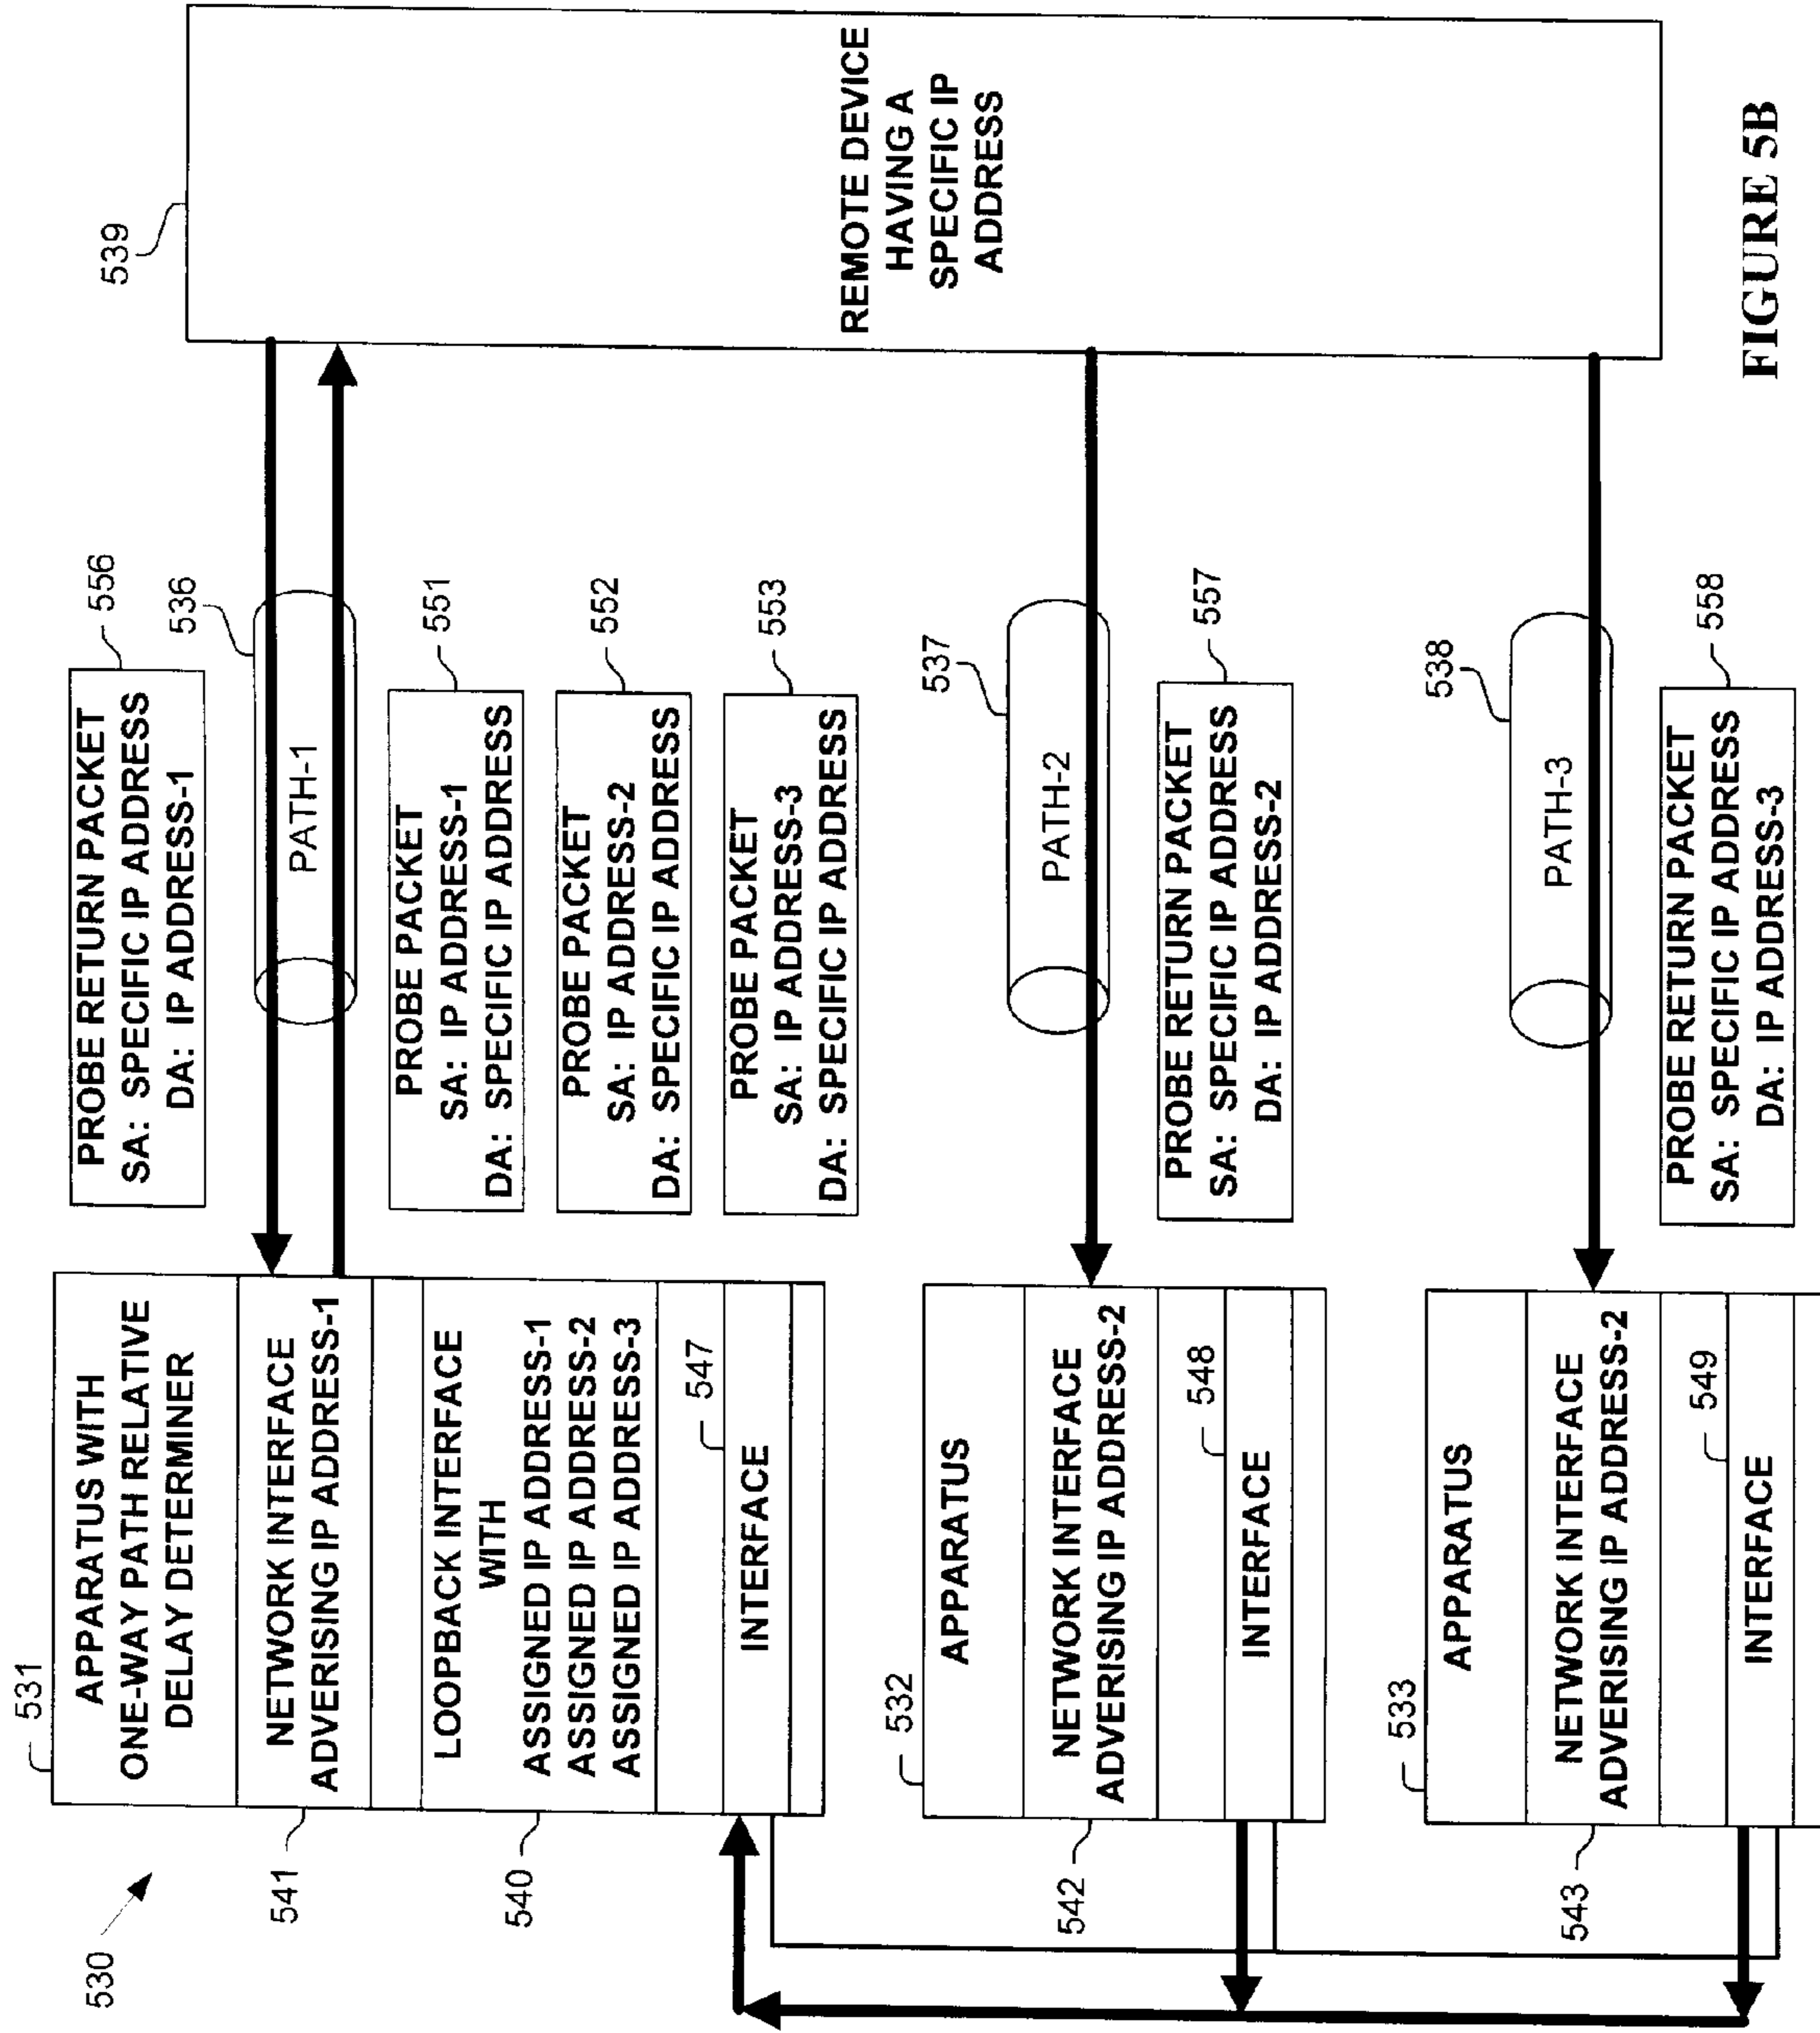 530
531
APPARATUS WITH
ONE-WAY PATH RELATIVE
DELAY DETERMINER
541
NETWORK INTERFACE
ADVERISING IP ADDRESS-1
540
LOOPBACK INTERFACE
WITH
ASSIGNED IP ADDRESS-1
ASSIGNED IP ADDRESS-2
ASSIGNED IP ADDRESS-3
547
INTERFACE
532
APPARATUS
542
NETWORK INTERFACE
ADVERISING IP ADDRESS-2
548
INTERFACE
533
APPARATUS
543
NETWORK INTERFACE
ADVERISING IP ADDRESS-2
549
INTERFACE
556
PROBE RETURN PACKET
SA: SPECIFIC IP ADDRESS
DA: IP ADDRESS-1
536
PATH-1
551
PROBE PACKET
SA: IP ADDRESS-1
DA: SPECIFIC IP ADDRESS
552
PROBE PACKET
SA: IP ADDRESS-2
DA: SPECIFIC IP ADDRESS
553
PROBE PACKET
SA: IP ADDRESS-3
DA: SPECIFIC IP ADDRESS
537
PATH-2
557
PROBE RETURN PACKET
SA: SPECIFIC IP ADDRESS
DA: IP ADDRESS-2
538
PATH-3
558
PROBE RETURN PACKET
SA: SPECIFIC IP ADDRESS
DA: IP ADDRESS-3
539
REMOTE DEVICE
HAVING A
SPECIFIC IP
ADDRESS
FIGURE 5B